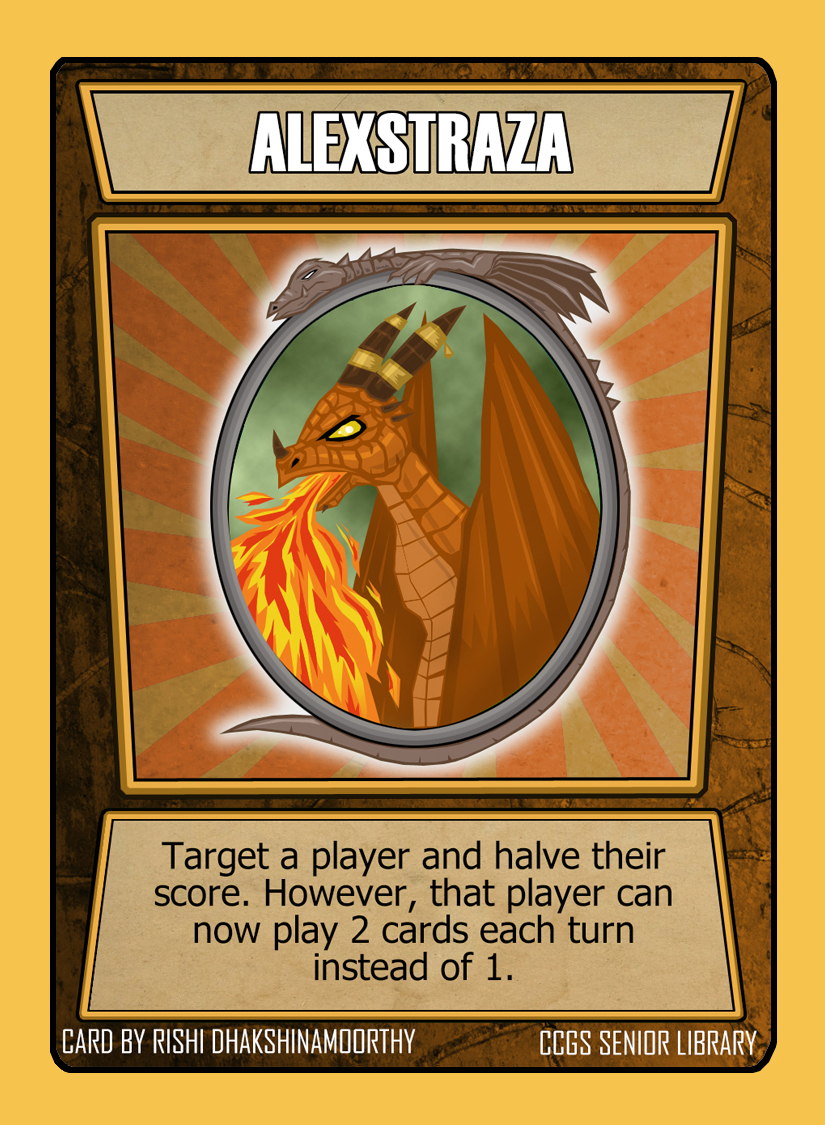 ALEXSTRAZA
Target a player and halve their
score. However, that player can
now play 2 cards each turn
instead of 1.
CARD BY RISHI DHAKSHINAMOORTHY
CCGS SENIOR LIBRARY